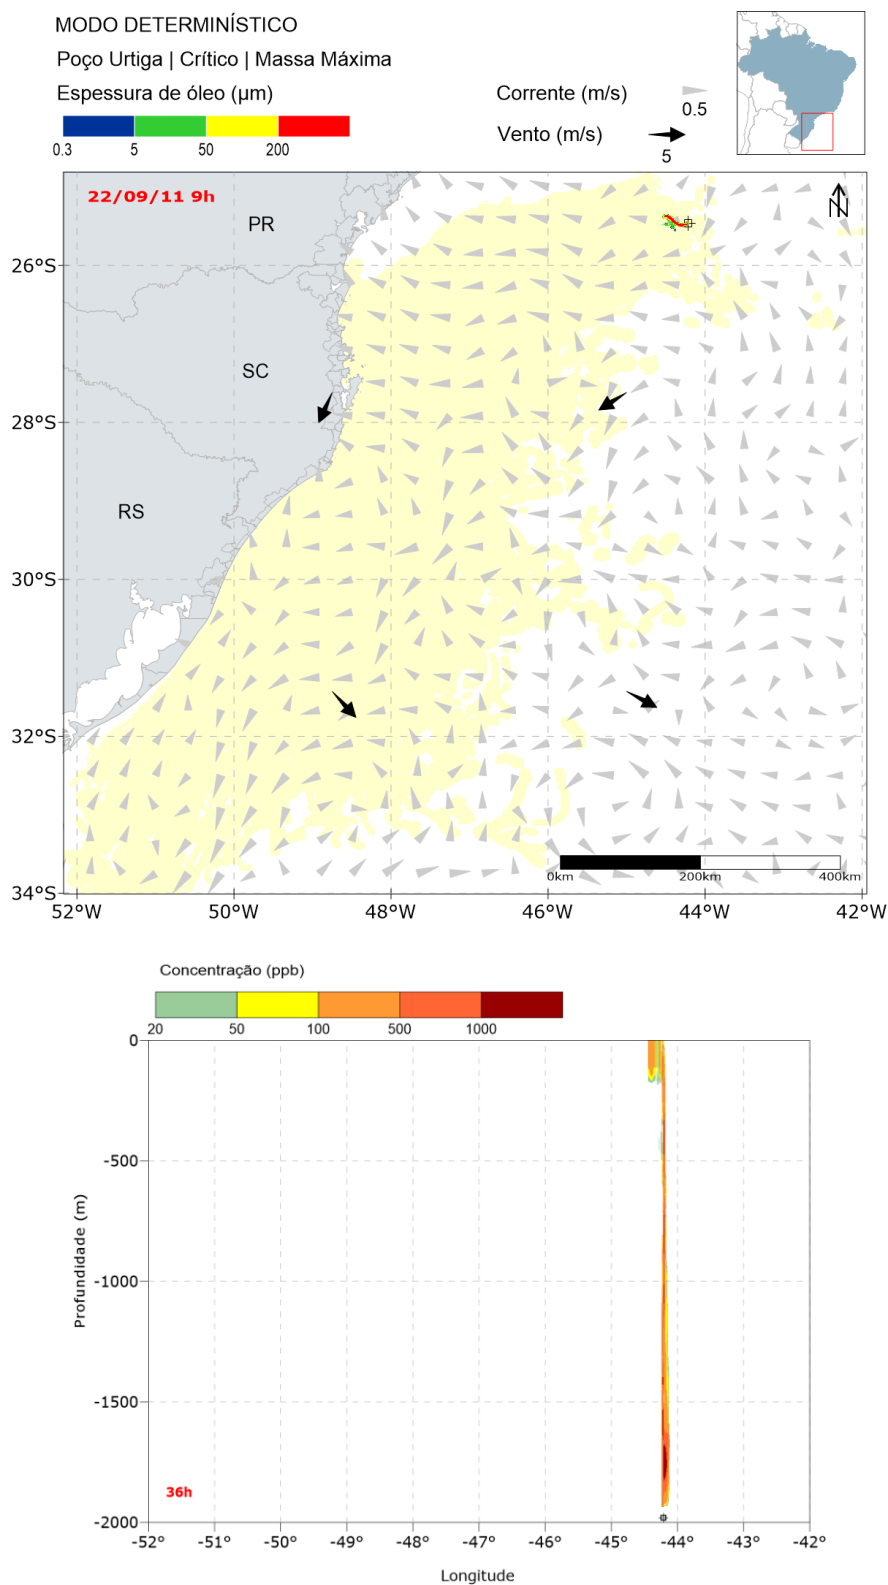 MODO DETERMINÍSTICO
Poço Urtiga | Crítico | Massa Máxima
Espessura de óleo (µm)
0.3 5 50 200
Corrente (m/s)
0.5
Vento (m/s)
5
22/09/11 9h
N
PR
SC
RS
26°S
28°S
30°S
32°S
34°S
0km 200km 400km
52°W 50°W 48°W 46°W 44°W 42°W
Concentração (ppb)
20 50 100 500 1000
0
-500
-1000
-1500
-2000
Profundidade (m)
36h
-52° -51° -50° -49° -48° -47° -46° -45° -44° -43° -42°
Longitude